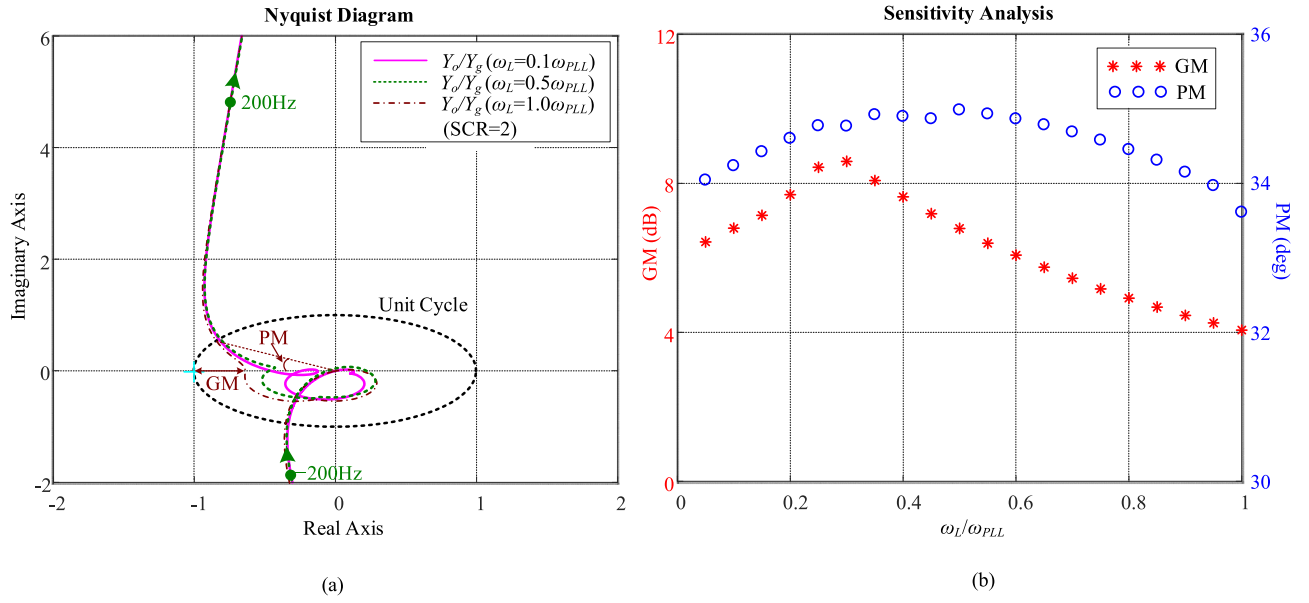 Nyquist Diagram
6
4
2
0
-2
-2
-1
0
1
2
Imaginary Axis
Real Axis
Yo/Yg (ωL=0.1ωPLL)
Yo/Yg (ωL=0.5ωPLL)
Yo/Yg (ωL=1.0ωPLL)
(SCR=2)
200Hz
Unit Cycle
PM
GM
−200Hz
(a)
Sensitivity Analysis
12
8
4
0
GM (dB)
36
34
32
30
PM (deg)
GM
PM
0
0.2
0.4
0.6
0.8
1
ωL/ωPLL
(b)